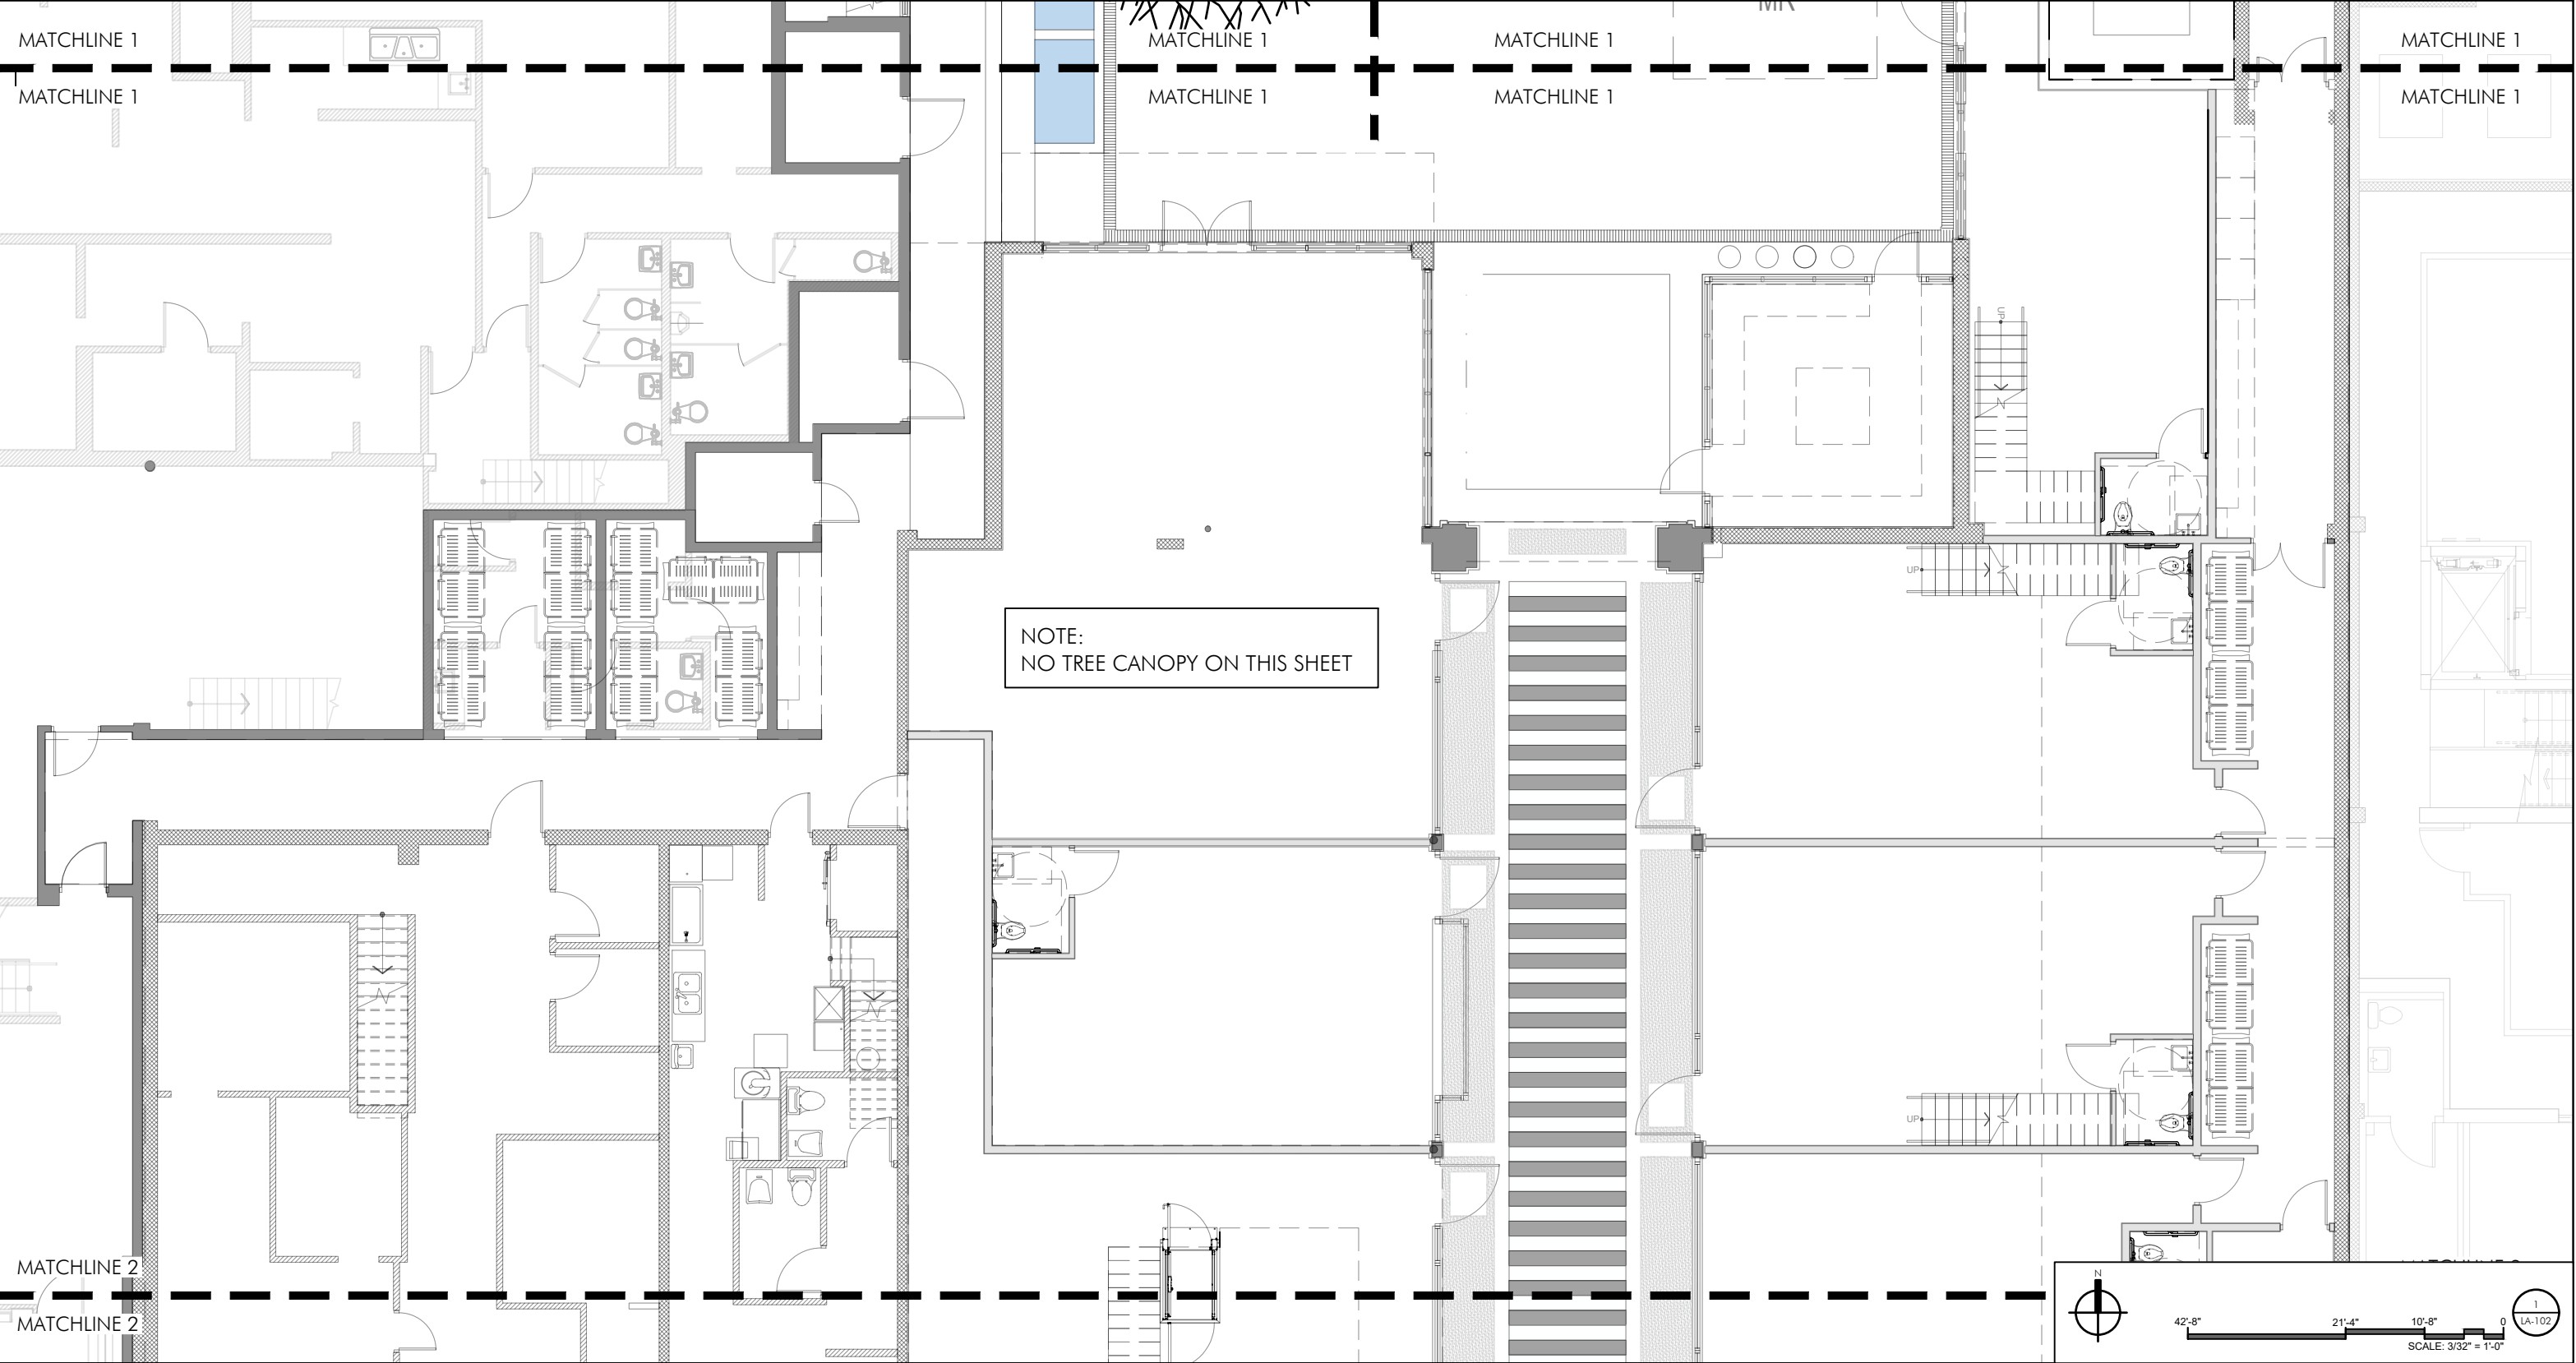 MR
MATCHLINE 1
MATCHLINE 1
MATCHLINE 1
MATCHLINE 1
MATCHLINE 1
MATCHLINE 1
MATCHLINE 1
MATCHLINE 1
UP
UP
NOTE:
NO TREE CANOPY ON THIS SHEET
UP
MATCHLINE 2
MATCHLINE 2
N
42'-8"
21'-4"
10'-8"
0
SCALE: 3/32" = 1'-0"
1
LA-102